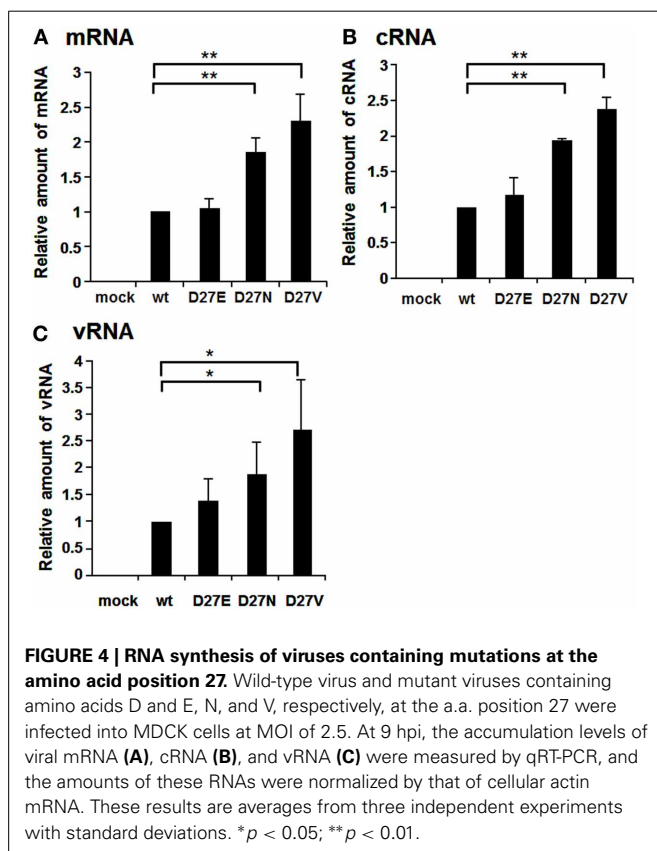 A mRNA
**
**
Relative amount of mRNA
3
2.5
2
1.5
1
0.5
0
mock wt D27E D27N D27V
B cRNA
**
**
Relative amount of cRNA
3
2.5
2
1.5
1
0.5
0
mock wt D27E D27N D27V
C vRNA
*
*
Relative amount of vRNA
4
3.5
3
2.5
2
1.5
1
0.5
0
mock wt D27E D27N D27V
FIGURE 4 | RNA synthesis of viruses containing mutations at the
amino acid position 27. Wild-type virus and mutant viruses containing
amino acids D and E, N, and V, respectively, at the a.a. position 27 were
infected into MDCK cells at MOI of 2.5. At 9 hpi, the accumulation levels of
viral mRNA (A), cRNA (B), and vRNA (C) were measured by qRT-PCR, and
the amounts of these RNAs were normalized by that of cellular actin
mRNA. These results are averages from three independent experiments
with standard deviations. *p < 0.05; **p < 0.01.